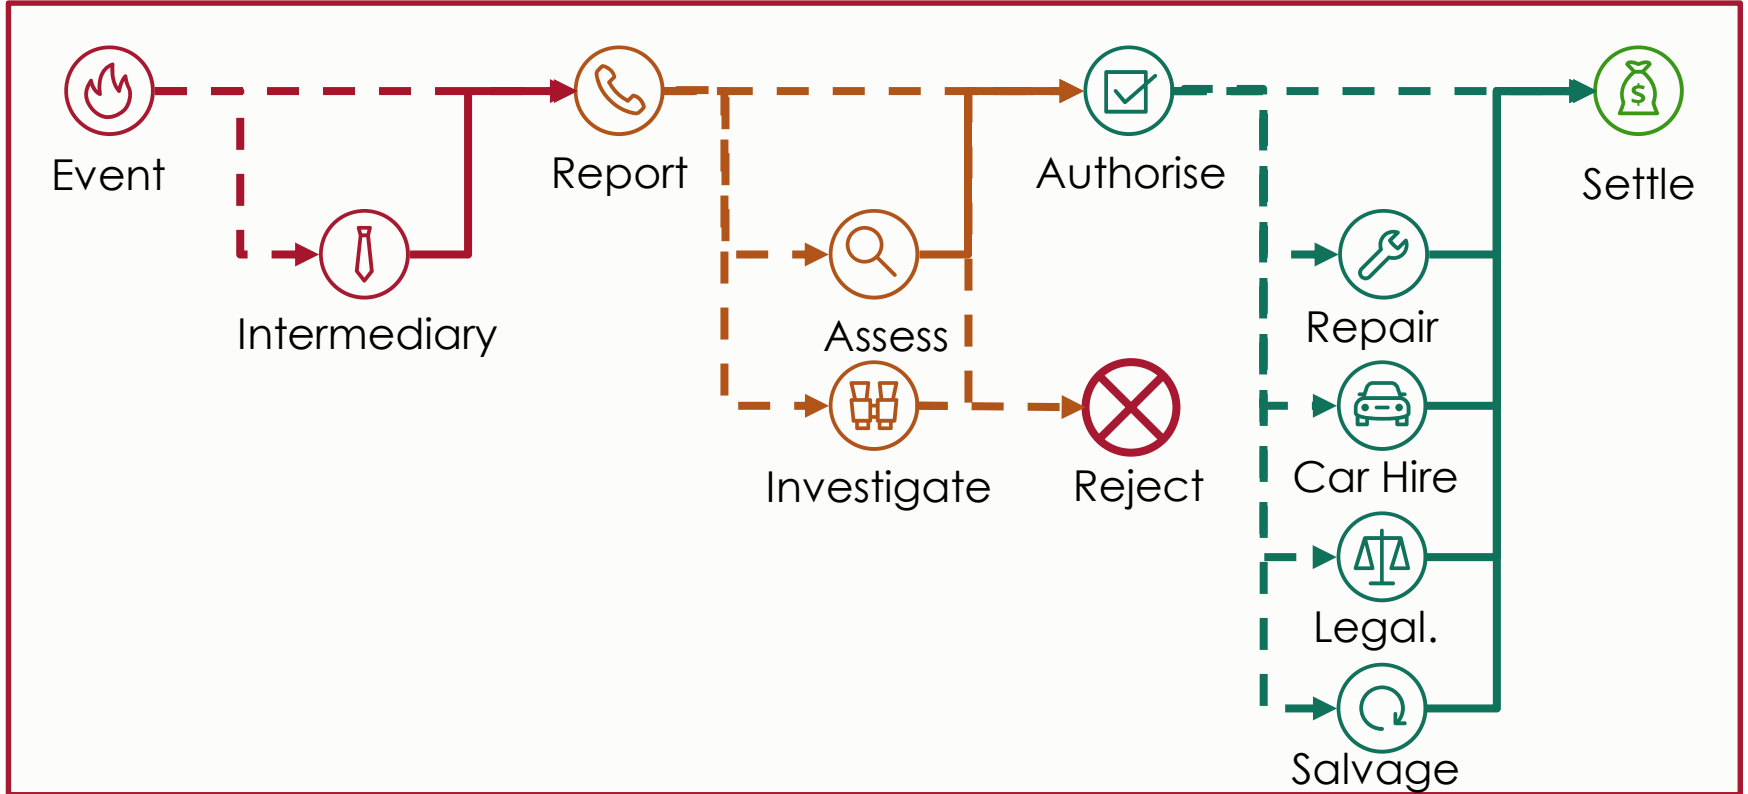 Event
Report
Authorise
Settle
$
Intermediary
Assess
Repair
Investigate
Reject
Car Hire
Legal.
Salvage